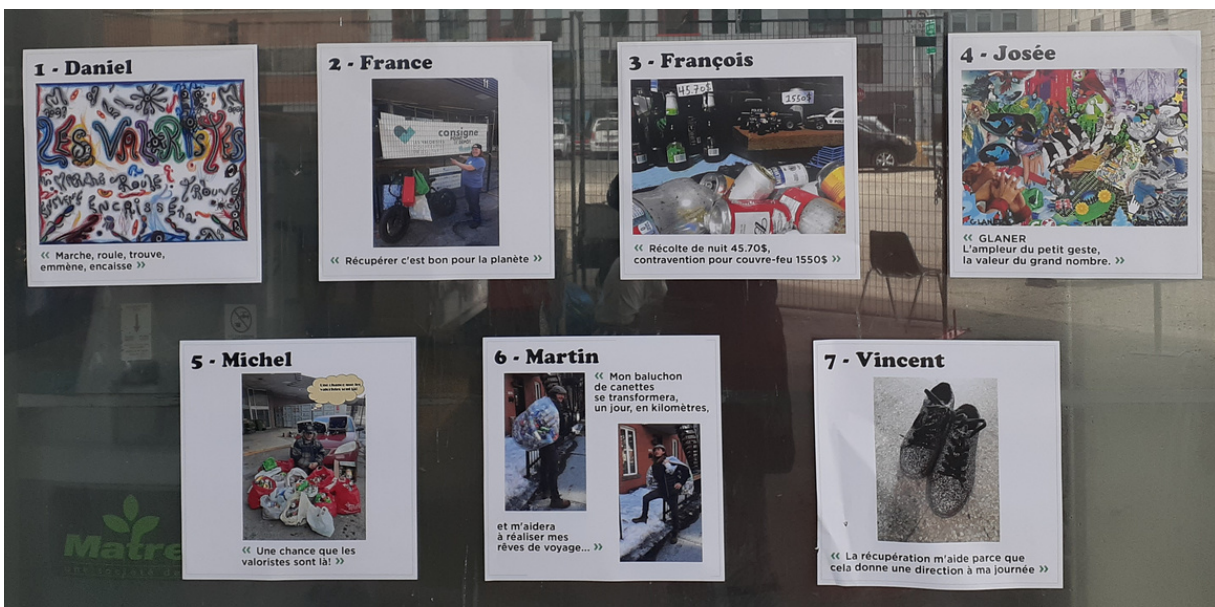 1 - Daniel
LES VALORISTES
« Marche, roule, trouve,
emmène, encaisse »
2 - France
consigne
« Récupérer c'est bon pour la planète »
3 - François
45.70$
1550$
« Récolte de nuit 45.70$,
contravention pour couvre-feu 1550$ »
4 - Josée
GLANER
« GLANER
L'ampleur du petit geste,
la valeur du grand nombre. »
5 - Michel
« Une chance que les
valoristes sont là! »
6 - Martin
« Mon baluchon
de canettes
se transformera,
un jour, en kilomètres,
et m'aidera
à réaliser mes
rêves de voyage... »
7 - Vincent
« La récupération m'aide parce que
cela donne une direction à ma journée »
Matre